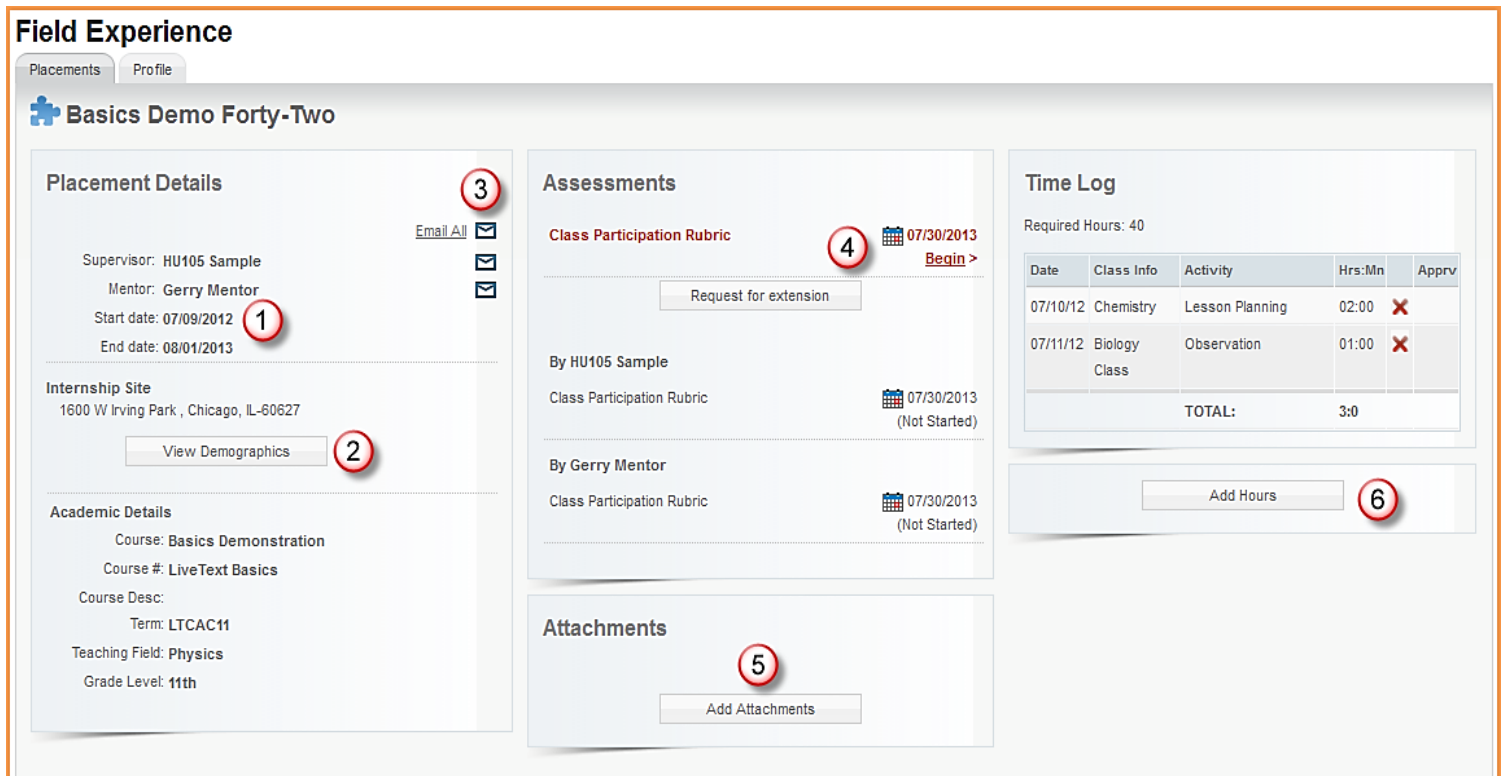 Field Experience
Placements Profile
Basics Demo Forty-Two
Placement Details
3
Email All
Supervisor: HU105 Sample
Mentor: Gerry Mentor
Start date: 07/09/2012
1
End date: 08/01/2013
Internship Site
1600 W Irving Park , Chicago, IL-60627
View Demographics
2
Academic Details
Course: Basics Demonstration
Course #: LiveText Basics
Course Desc:
Term: LTCAC11
Teaching Field: Physics
Grade Level: 11th
Assessments
Class Participation Rubric 07/30/2013
4
Begin >
Request for extension
By HU105 Sample
Class Participation Rubric 07/30/2013
(Not Started)
By Gerry Mentor
Class Participation Rubric 07/30/2013
(Not Started)
Attachments
5
Add Attachments
Time Log
Required Hours: 40
Date Class Info Activity Hrs:Mn Apprv
07/10/12 Chemistry Lesson Planning 02:00
07/11/12 Biology Observation 01:00
Class
TOTAL: 3:0
Add Hours
6